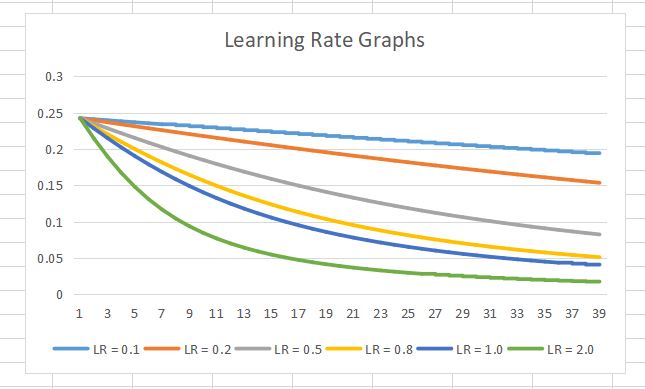 Learning Rate Graphs
0.3
0.25
0.2
0.15
0.1
0.05
0
1 3 5 7 9 11 13 15 17 19 21 23 25 27 29 31 33 35 37 39
LR = 0.1 LR = 0.2 LR = 0.5 LR = 0.8 LR = 1.0 LR = 2.0